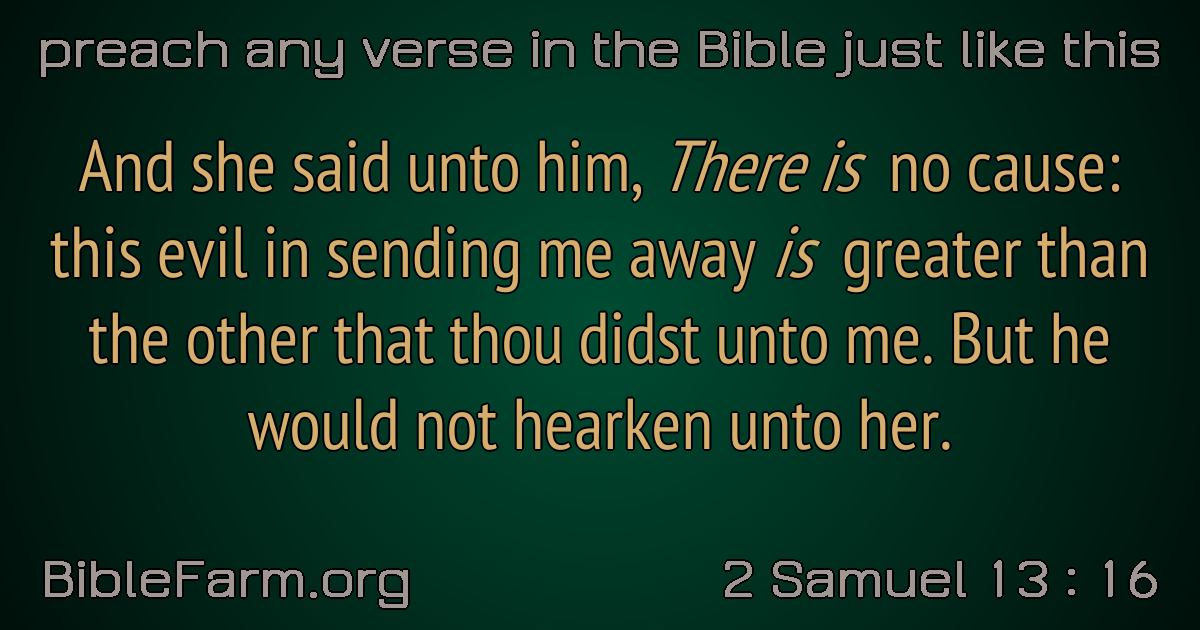 preach any verse in the Bible just like this
And she said unto him, There is no cause:
this evil in sending me away is greater than
the other that thou didst unto me. But he
would not hearken unto her.
BibleFarm.org
2 Samuel 13 : 16